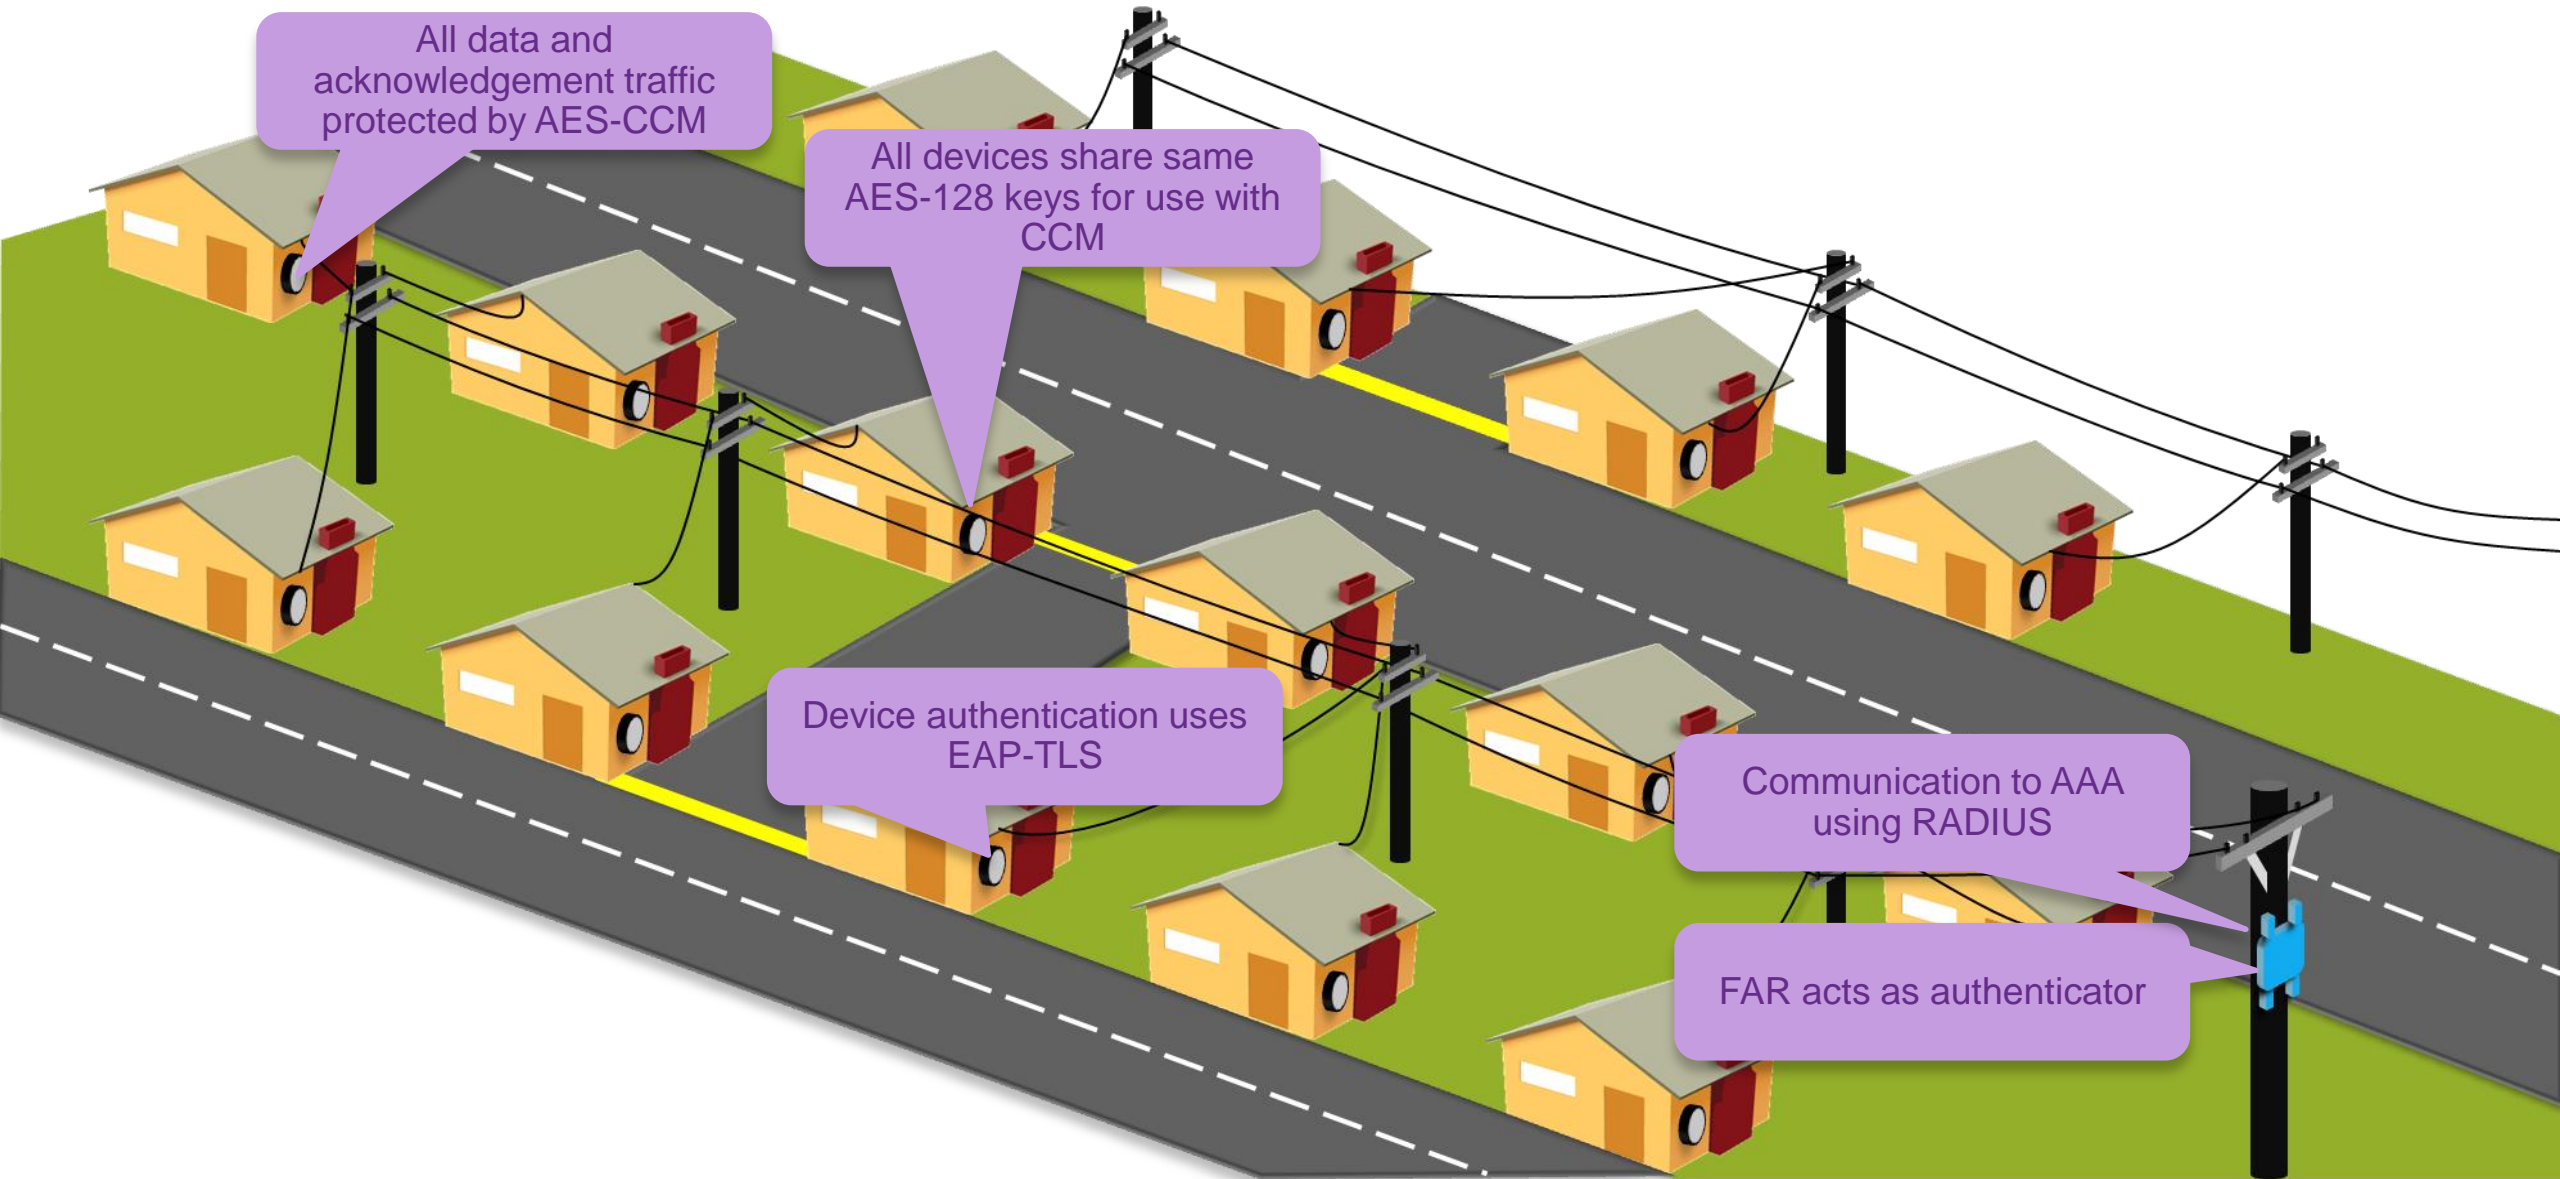 All data and
acknowledgement traffic
protected by AES-CCM
All devices share same
AES-128 keys for use with
CCM
Device authentication uses
EAP-TLS
Communication to AAA
using RADIUS
FAR acts as authenticator